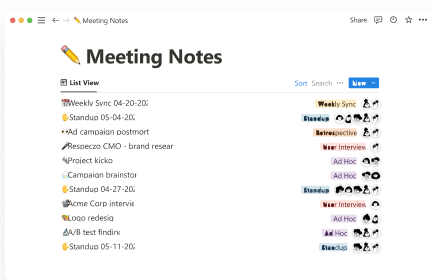 Meeting Notes
Share
Meeting Notes
List View
Sort Search New
Weekly Sync 04-20-202 Weekly Sync
Standup 05-04-202 Standup
Ad campaign postmort Retrospective
Respeczo CMO - brand resear User Interview
Project kicko Ad Hoc
Campaign brainstor Ad Hoc
Standup 04-27-202 Standup
Acme Corp intervie User Interview
Logo redesig Ad Hoc
A/B test findin Ad Hoc
Standup 05-11-202 Standup